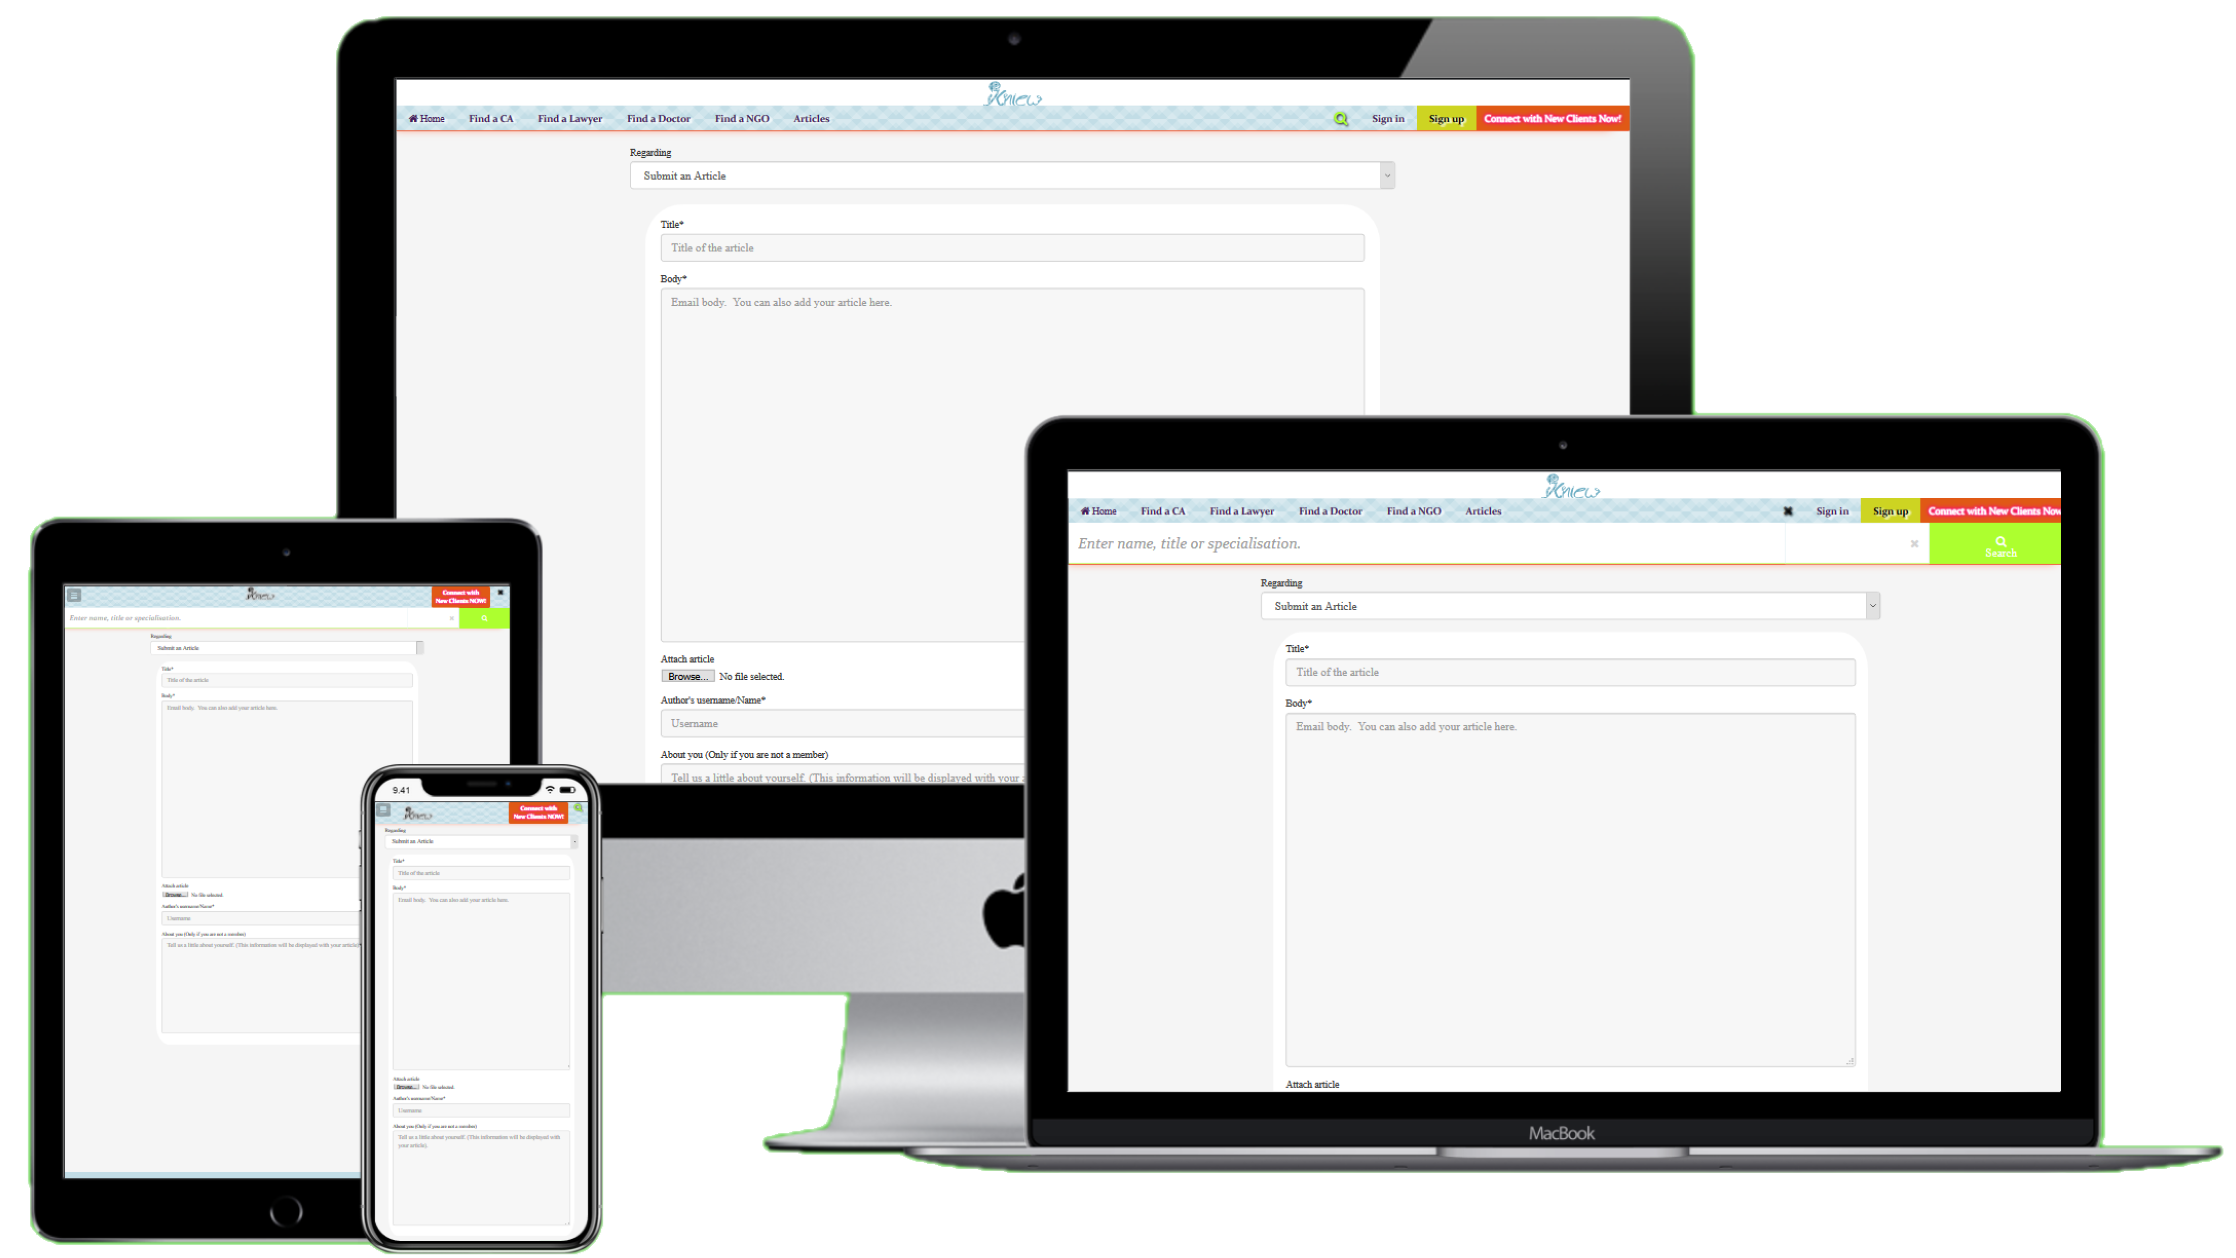 iKnew
Home Find a CA Find a Lawyer Find a Doctor Find a NGO Articles Sign in Sign up Connect with New Clients Now!
Regarding
Submit an Article
Title*
Title of the article
Body*
Email body. You can also add your article here.
Attach article
Browse... No file selected.
Author's username/Name*
Username
About you (Only if you are not a member)
Tell us a little about yourself. (This information will be displayed with your
iKnew
Home Find a CA Find a Lawyer Find a Doctor Find a NGO Articles Sign in Sign up Connect with New Clients Now
Enter name, title or specialisation.
Search
Regarding
Submit an Article
Title*
Title of the article
Body*
Email body. You can also add your article here.
Attach article
MacBook
iKnew
Connect with
New Clients NOW!
Enter name, title or specialisation.
Regarding
Submit an Article
Title*
Title of the article
Body*
Email body. You can also add your article here.
Attach article
Browse... No file selected.
Author's username/Name*
Username
About you (Only if you are not a member)
Tell us a little about yourself. (This information will be displayed with your article)
9.41
iKnew
Connect with
New Clients NOW!
Regarding
Submit an Article
Title*
Title of the article
Body*
Email body. You can also add your article here.
Attach article
Browse... No file selected.
Author's username/Name*
Username
About you (Only if you are not a member)
Tell us a little about yourself. (This information will be displayed with
your article).